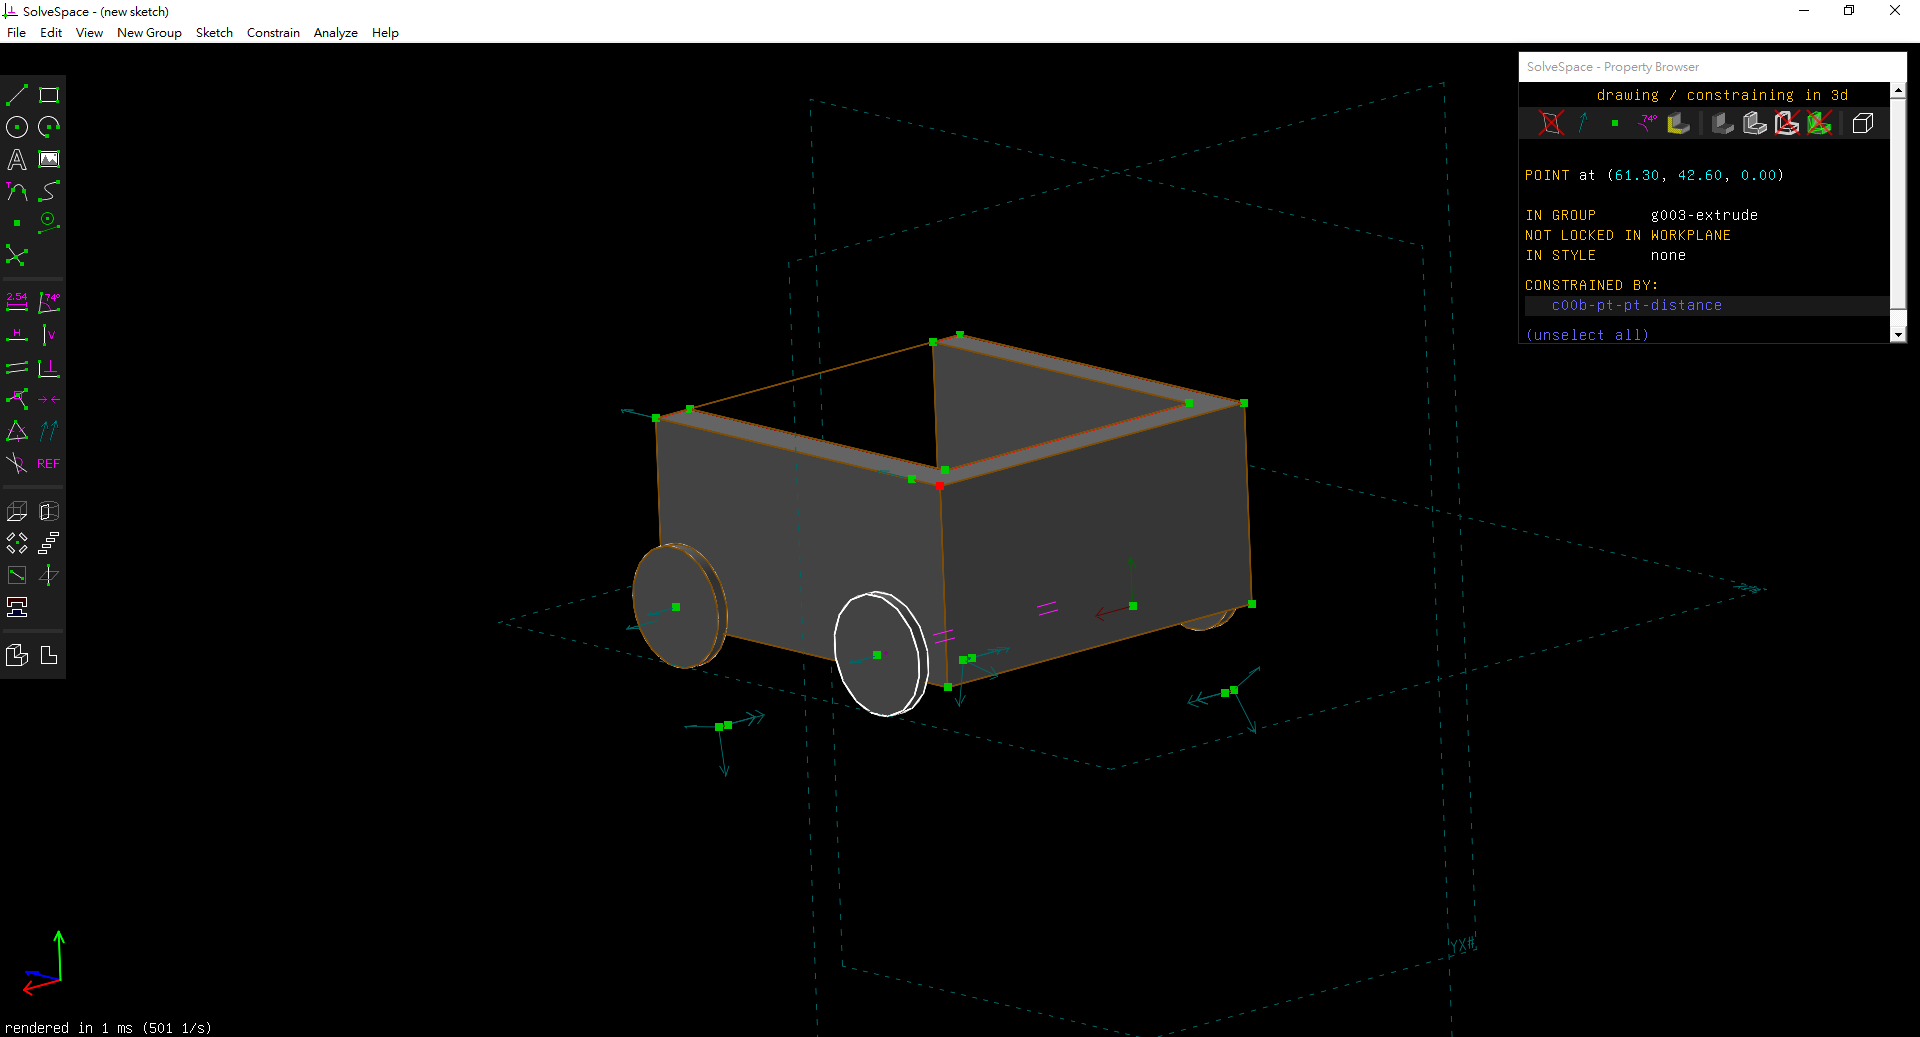 SolveSpace - (new sketch)
File Edit View New Group Sketch Constrain Analyze Help
SolveSpace - Property Browser
drawing / constraining in 3d
74°
POINT at (61.30, 42.60, 0.00)
IN GROUP g003-extrude
NOT LOCKED IN WORKPLANE
IN STYLE none
CONSTRAINED BY:
c00b-pt-pt-distance
(unselect all)
A
T
2.54 74°
H V
REF
YX#
rendered in 1 ms (501 1/s)